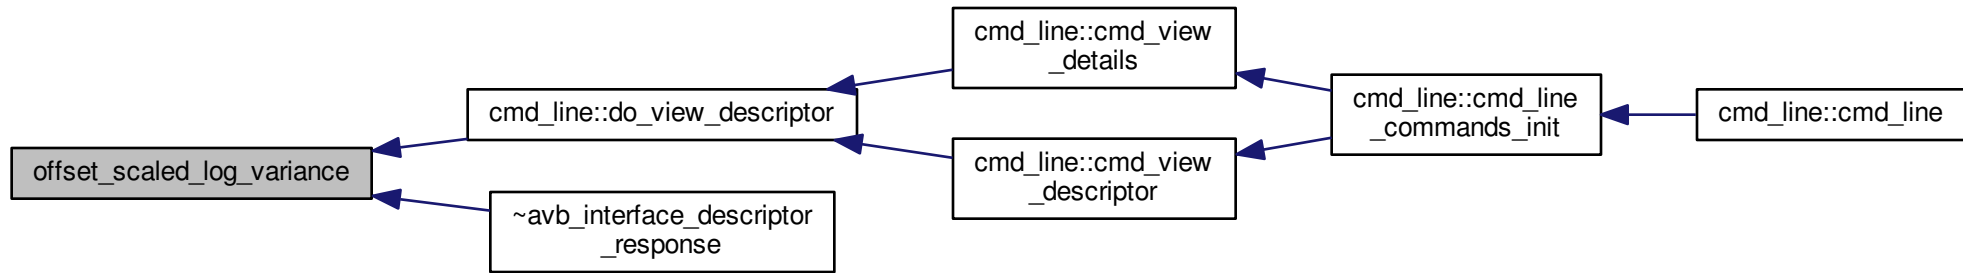 offset_scaled_log_variance
cmd_line::do_view_descriptor
~avb_interface_descriptor
_response
cmd_line::cmd_view
_details
cmd_line::cmd_view
_descriptor
cmd_line::cmd_line
_commands_init
cmd_line::cmd_line